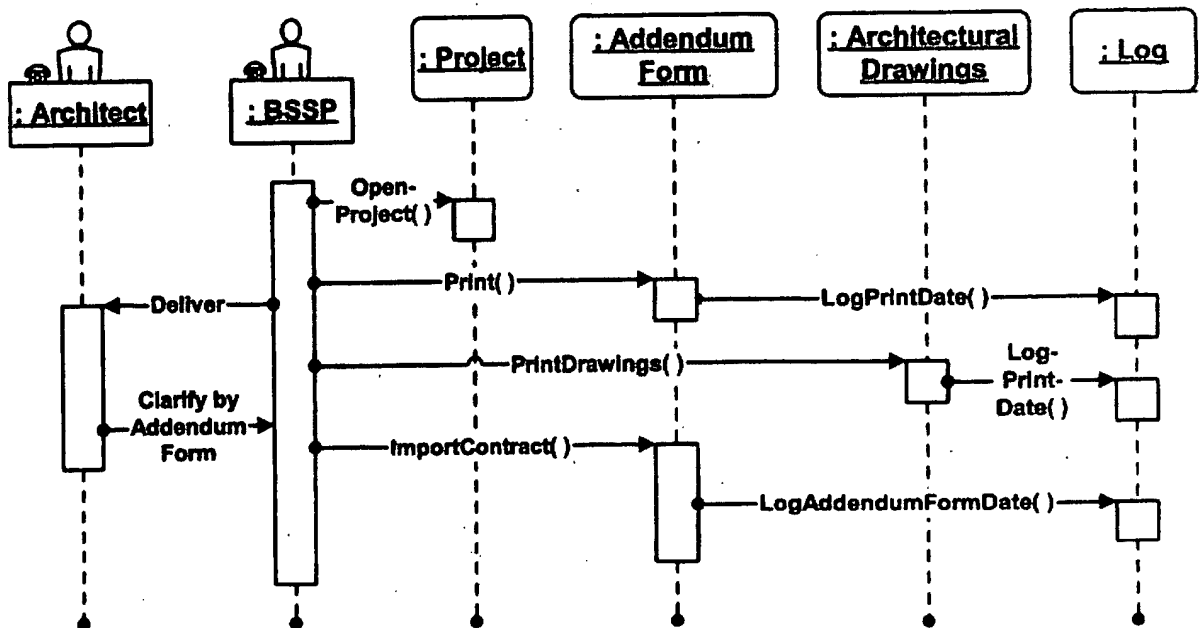 : Architect
: BSSP
: Project
: Addendum
Form
: Architectural
Drawings
: Log
Open-
Project( )
Print( )
Deliver
LogPrintDate( )
PrintDrawings( )
Log-
Print-
Date( )
Clarify by
Addendum
Form
ImportContract( )
LogAddendumFormDate( )